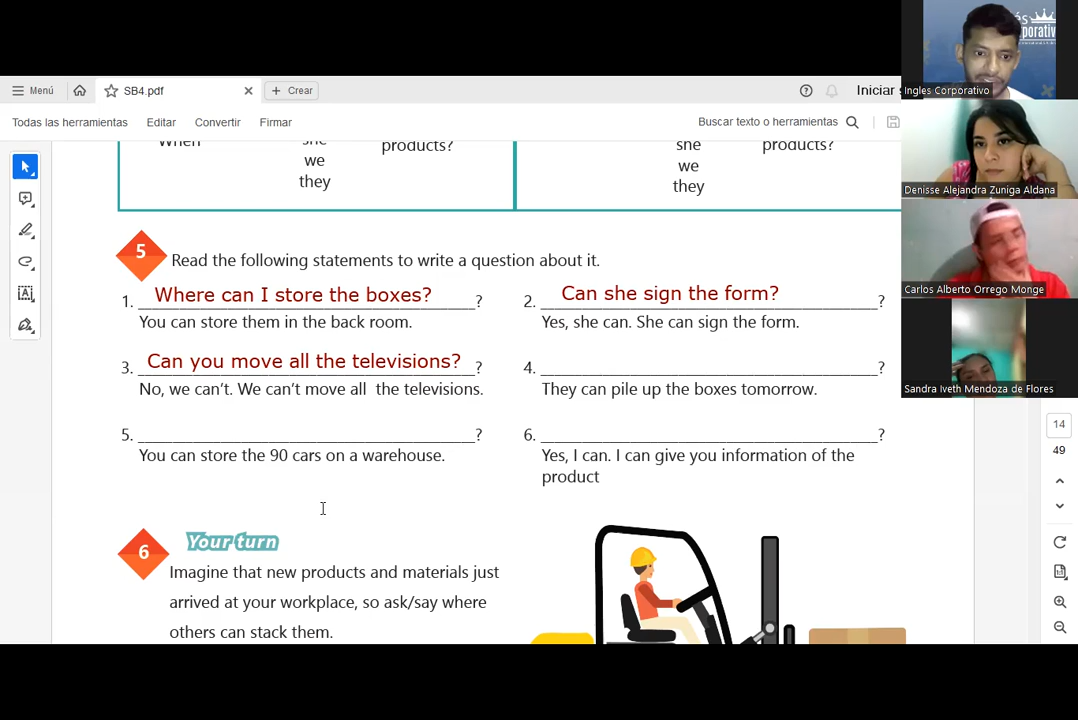 és
porativ
Ingles Corporativo
Menú
SB4.pdf
Crear
Iniciar s
Todas las herramientas
Editar
Convertir
Firmar
Buscar texto o herramientas
Denisse Alejandra Zuniga Aldana
When
she
we
they
products?
she
we
they
products?
5
Read the following statements to write a question about it.
1. Where can I store the boxes? ?
You can store them in the back room.
2. Can she sign the form? ?
Yes, she can. She can sign the form.
Carlos Alberto Orrego Monge
3. Can you move all the televisions? ?
No, we can't. We can't move all the televisions.
4. ?
They can pile up the boxes tomorrow.
Sandra Iveth Mendoza de Flores
14
49
5. ?
You can store the 90 cars on a warehouse.
6. ?
Yes, I can. I can give you information of the
product
6
Your turn
Imagine that new products and materials just
arrived at your workplace, so ask/say where
others can stack them.